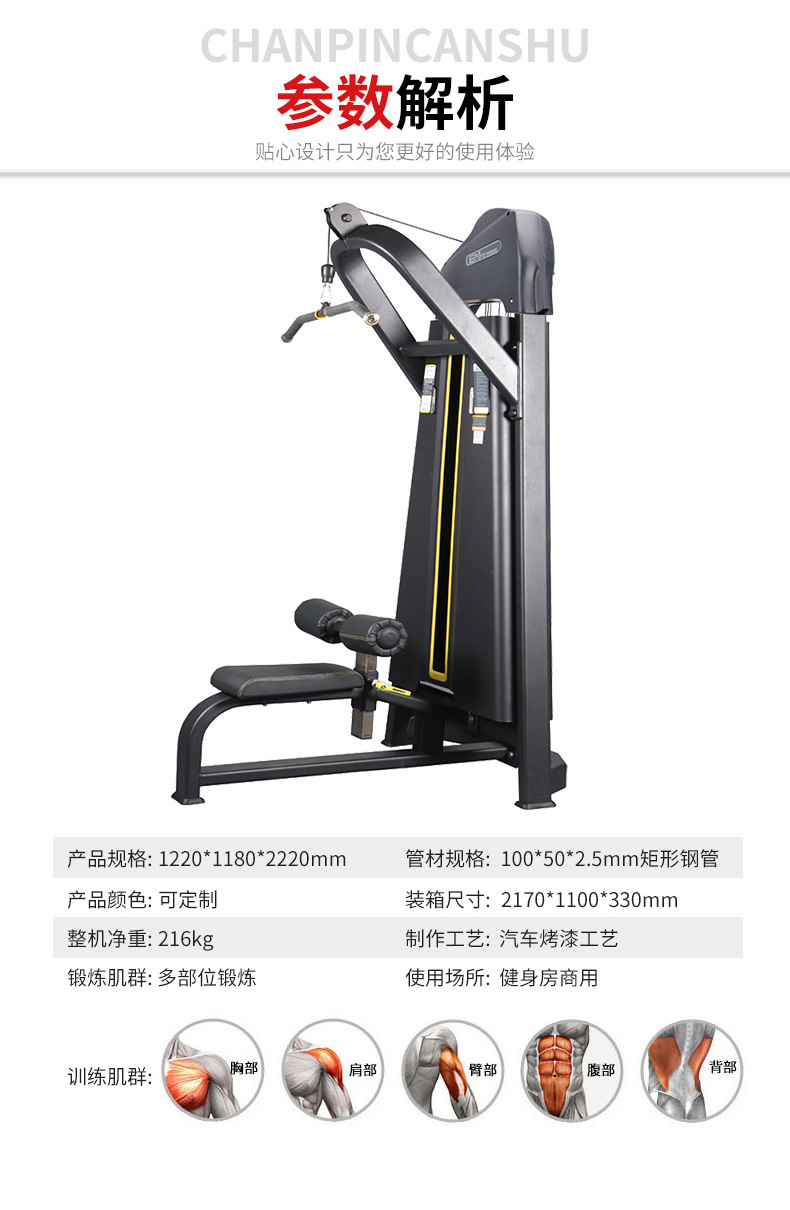 CHANPINCANSHU
参数解析
贴心设计只为您更好的使用体验
产品规格: 1220*1180*2220mm
管材规格: 100*50*2.5mm矩形钢管
产品颜色: 可定制
装箱尺寸: 2170*1100*330mm
整机净重: 216kg
制作工艺: 汽车烤漆工艺
锻炼肌群: 多部位锻炼
使用场所: 健身房商用
训练肌群:
胸部
肩部
臂部
腹部
背部